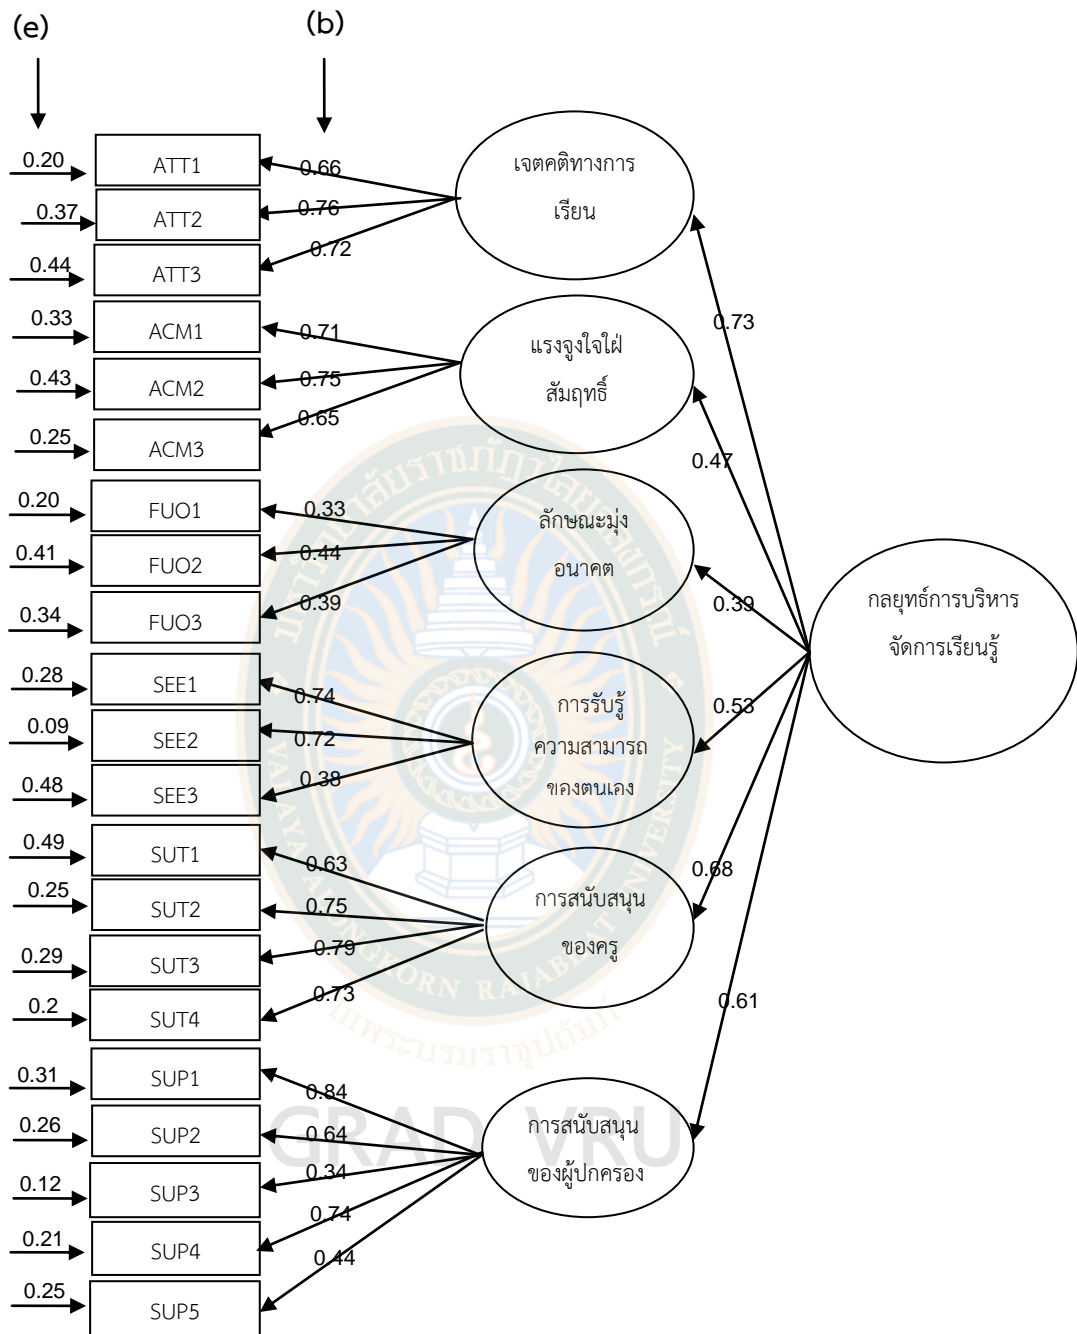 (e)
(b)
0.20
ATT1
0.66
0.37
ATT2
0.76
0.44
ATT3
0.72
เจตคติทางการ
เรียน
0.33
ACM1
0.71
0.43
ACM2
0.75
0.25
ACM3
0.65
แรงจูงใจใฝ่
สัมฤทธิ์
0.20
FUO1
0.33
0.41
FUO2
0.44
0.34
FUO3
0.39
ลักษณะมุ่ง
อนาคต
0.28
SEE1
0.74
0.09
SEE2
0.72
0.48
SEE3
0.38
การรับรู้
ความสามารถ
ของตนเอง
0.49
SUT1
0.63
0.25
SUT2
0.75
0.29
SUT3
0.79
0.2
SUT4
0.73
การสนับสนุน
ของครู
0.31
SUP1
0.84
0.26
SUP2
0.64
0.12
SUP3
0.34
0.21
SUP4
0.74
0.25
SUP5
0.44
การสนับสนุน
ของผู้ปกครอง
0.73
0.47
0.39
0.53
0.68
0.61
กลยุทธ์การบริหาร
จัดการเรียนรู้
VALAYA ALONGKORN RAJABHAT UNIVERSITY
GRAD VRU